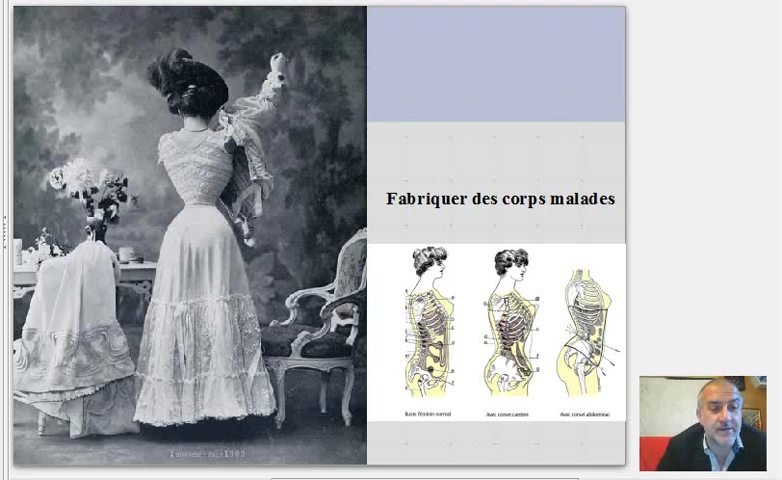 Fabriquer des corps malades
Buste féminin normal
Avec corset cambré
Avec corset abdominal